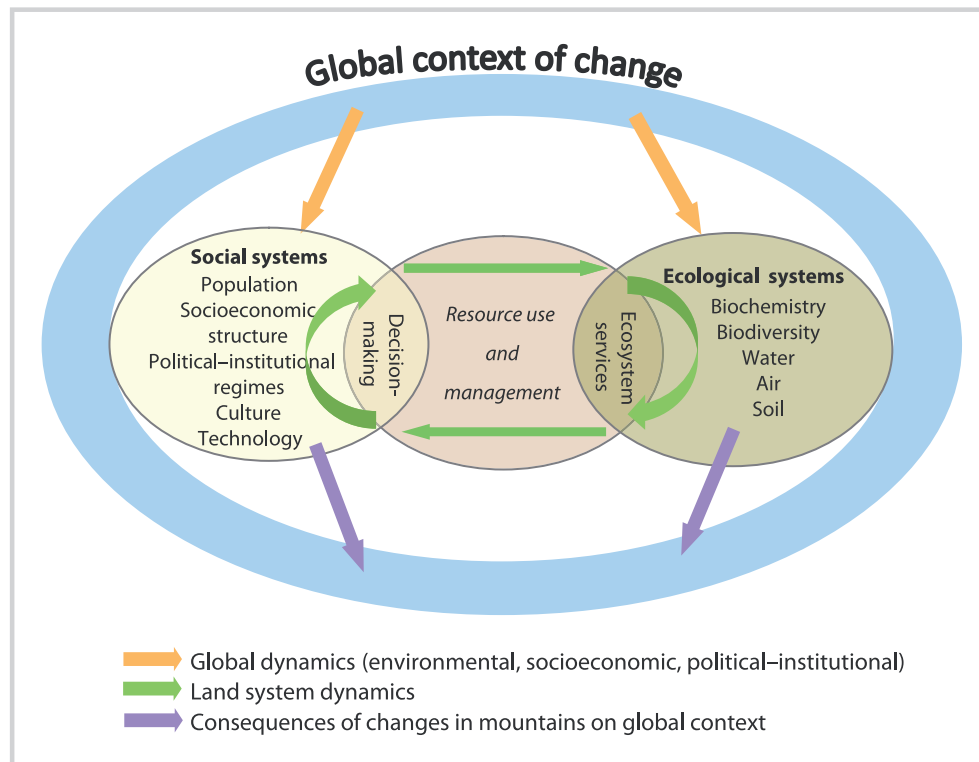 Global context of change
Social systems
Population
Socioeconomic
structure
Political–institutional
regimes
Culture
Technology
Decision-
making
Resource use
and
management
Ecosystem
services
Ecological systems
Biochemistry
Biodiversity
Water
Air
Soil
Global dynamics (environmental, socioeconomic, political–institutional)
Land system dynamics
Consequences of changes in mountains on global context